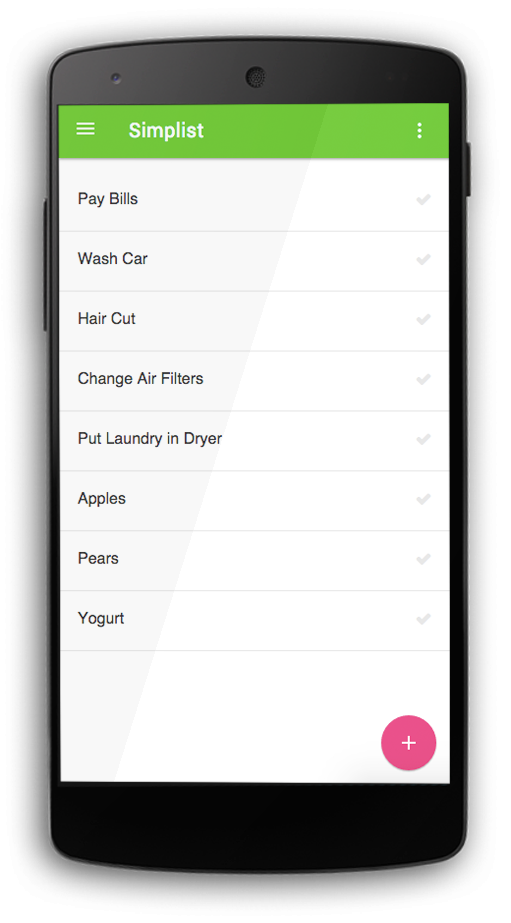 Simplist
Pay Bills
Wash Car
Hair Cut
Change Air Filters
Put Laundry in Dryer
Apples
Pears
Yogurt